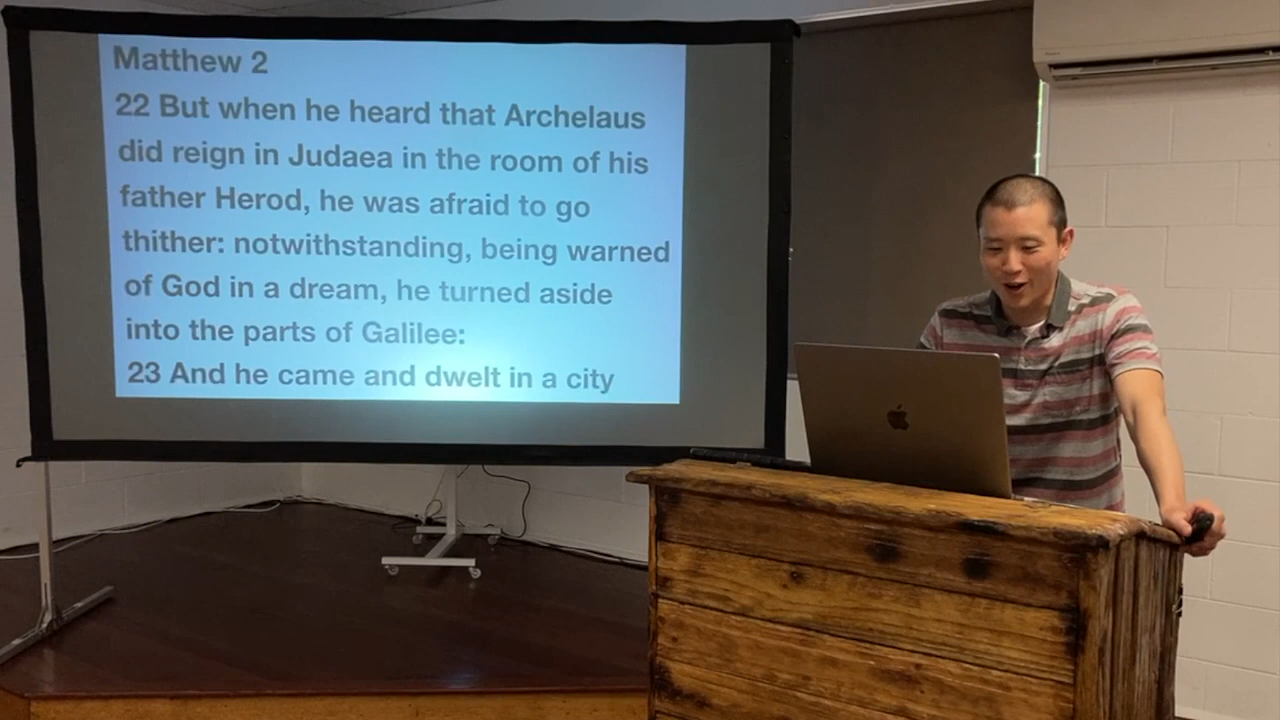 Matthew 2
22 But when he heard that Archelaus
did reign in Judaea in the room of his
father Herod, he was afraid to go
thither: notwithstanding, being warned
of God in a dream, he turned aside
into the parts of Galilee:
23 And he came and dwelt in a city